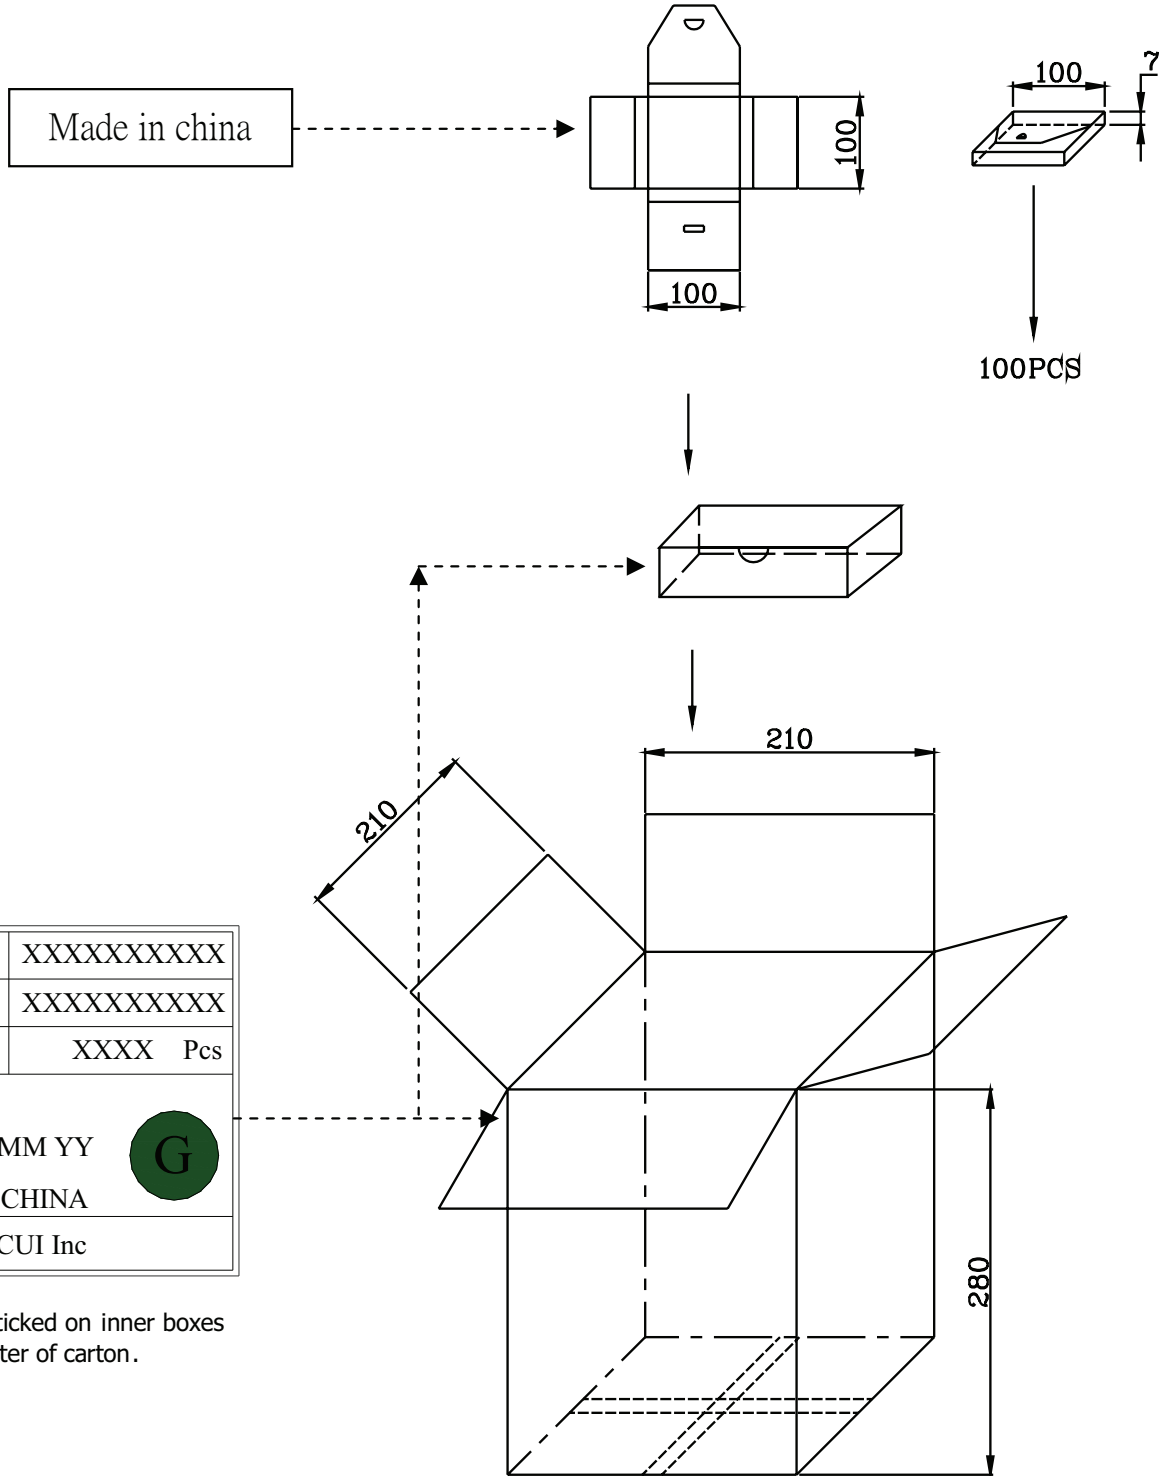 7
100
Made in china
100
100
100PCS
210
210
XXXXXXXXXX
XXXXXXXXXX
XXXX Pcs
MM YY
G
CHINA
CUI Inc
280
ticked on inner boxes
ter of carton.